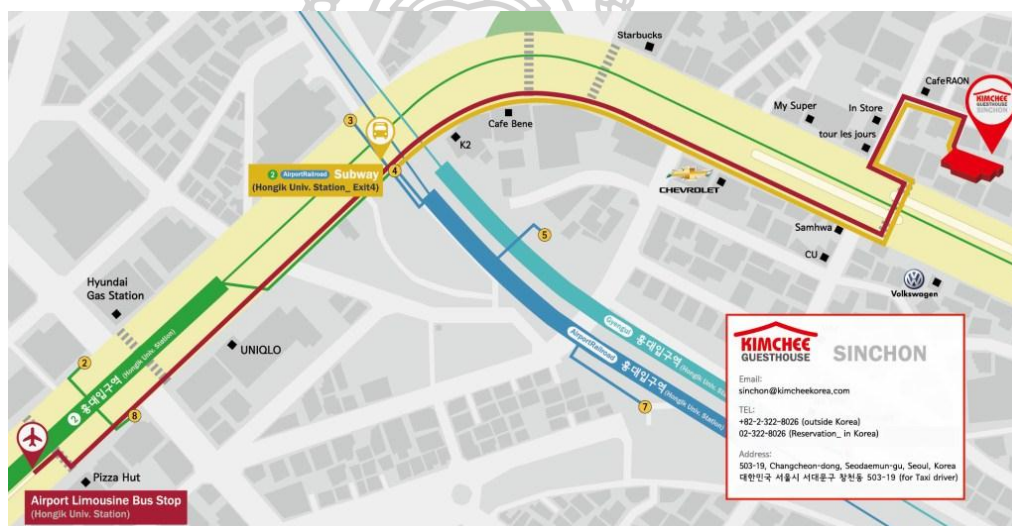 Starbucks
CafeRAON
KIMCHEE
GUESTHOUSE
SINCHON
My Super
In Store
tour les jours
3
Cafe Bene
K2
4
2 AirportRailroad Subway
(Hongik Univ. Station_ Exit4)
CHEVROLET
Samhwa
5
CU
Volkswagen
Hyundai
Gas Station
UNIQLO
2
2 홍대입구역 (Hongik Univ. Station)
8
Gyengui 홍대입구역 (Hongik Univ.
AirportRailroad 홍대입구역 (Hongik Univ. Station)
7
Pizza Hut
Airport Limousine Bus Stop
(Hongik Univ. Station)
KIMCHEE
GUESTHOUSE
SINCHON
Email:
sinchon@kimcheekorea.com
TEL:
+82-2-322-8026 (outside Korea)
02-322-8026 (Reservation_ in Korea)
Address:
503-19, Changcheon-dong, Seodaemun-gu, Seoul, Korea
대한민국 서울시 서대문구 창천동 503-19 (for Taxi driver)